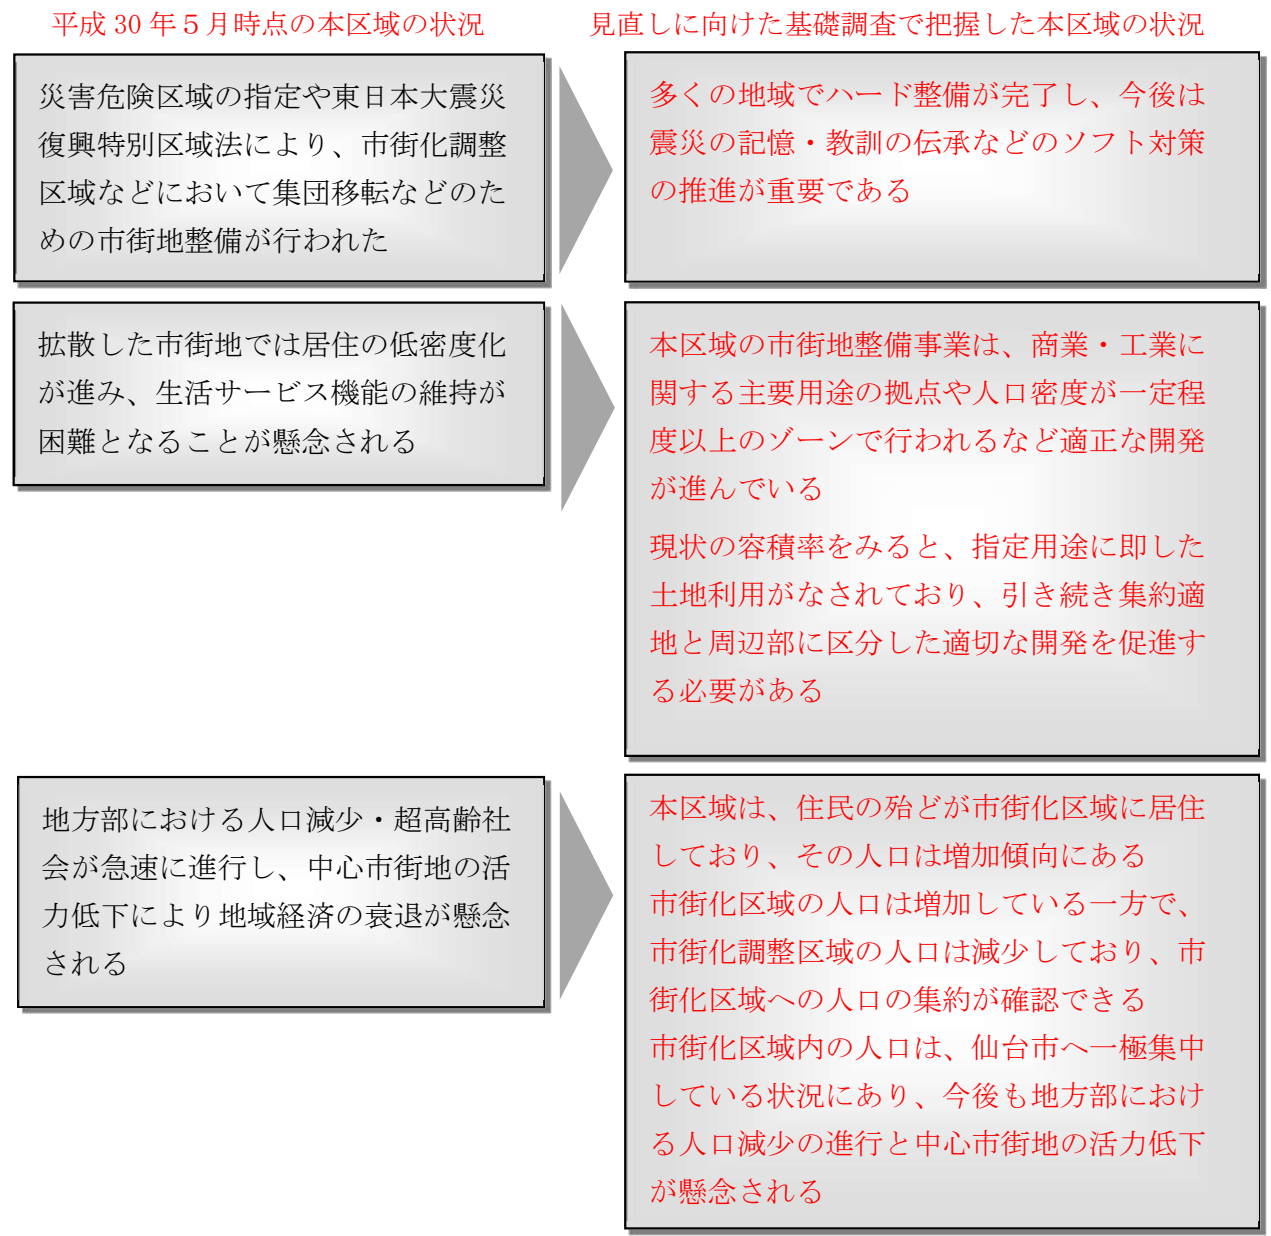 平成 30 年５月時点の本区域の状況
見直しに向けた基礎調査で把握した本区域の状況
災害危険区域の指定や東日本大震災
復興特別区域法により、市街化調整
区域などにおいて集団移転などのた
めの市街地整備が行われた
多くの地域でハード整備が完了し、今後は
震災の記憶・教訓の伝承などのソフト対策
の推進が重要である
拡散した市街地では居住の低密度化
が進み、生活サービス機能の維持が
困難となることが懸念される
本区域の市街地整備事業は、商業・工業に
関する主要用途の拠点や人口密度が一定程
度以上のゾーンで行われるなど適正な開発
が進んでいる
現状の容積率をみると、指定用途に即した
土地利用がなされており、引き続き集約適
地と周辺部に区分した適切な開発を促進す
る必要がある
地方部における人口減少・超高齢社
会が急速に進行し、中心市街地の活
力低下により地域経済の衰退が懸念
される
本区域は、住民の殆どが市街化区域に居住
しており、その人口は増加傾向にある
市街化区域の人口は増加している一方で、
市街化調整区域の人口は減少しており、市
街化区域への人口の集約が確認できる
市街化区域内の人口は、仙台市へ一極集中
している状況にあり、今後も地方部におけ
る人口減少の進行と中心市街地の活力低下
が懸念される